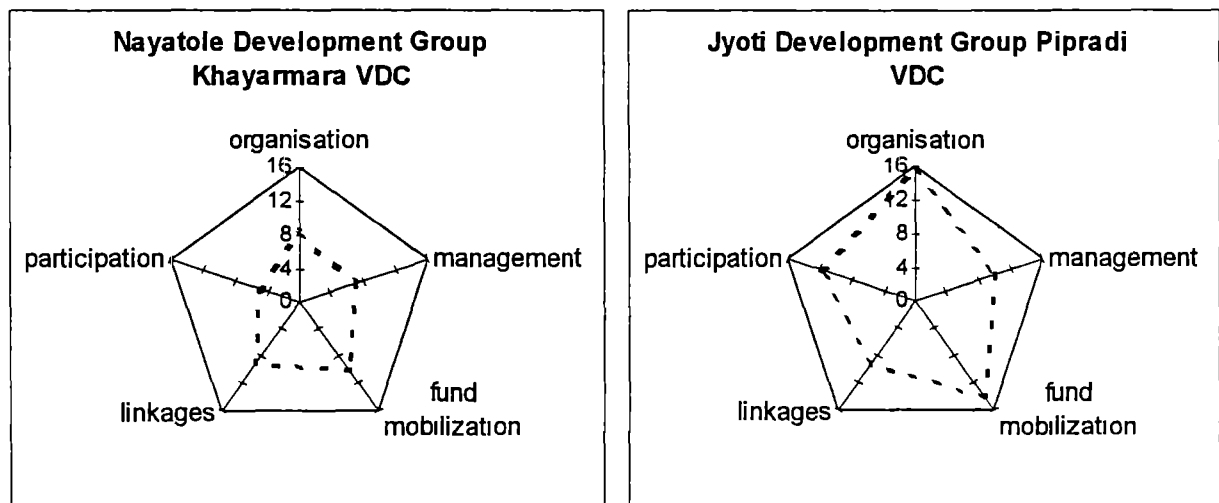 Nayatole Development Group
Khayarmara VDC
organisation
16
12
8
4
0
participation
management
linkages
fund
mobilization
Jyoti Development Group Pipradi
VDC
organisation
16
12
8
4
0
participation
management
linkages
fund
mobilization